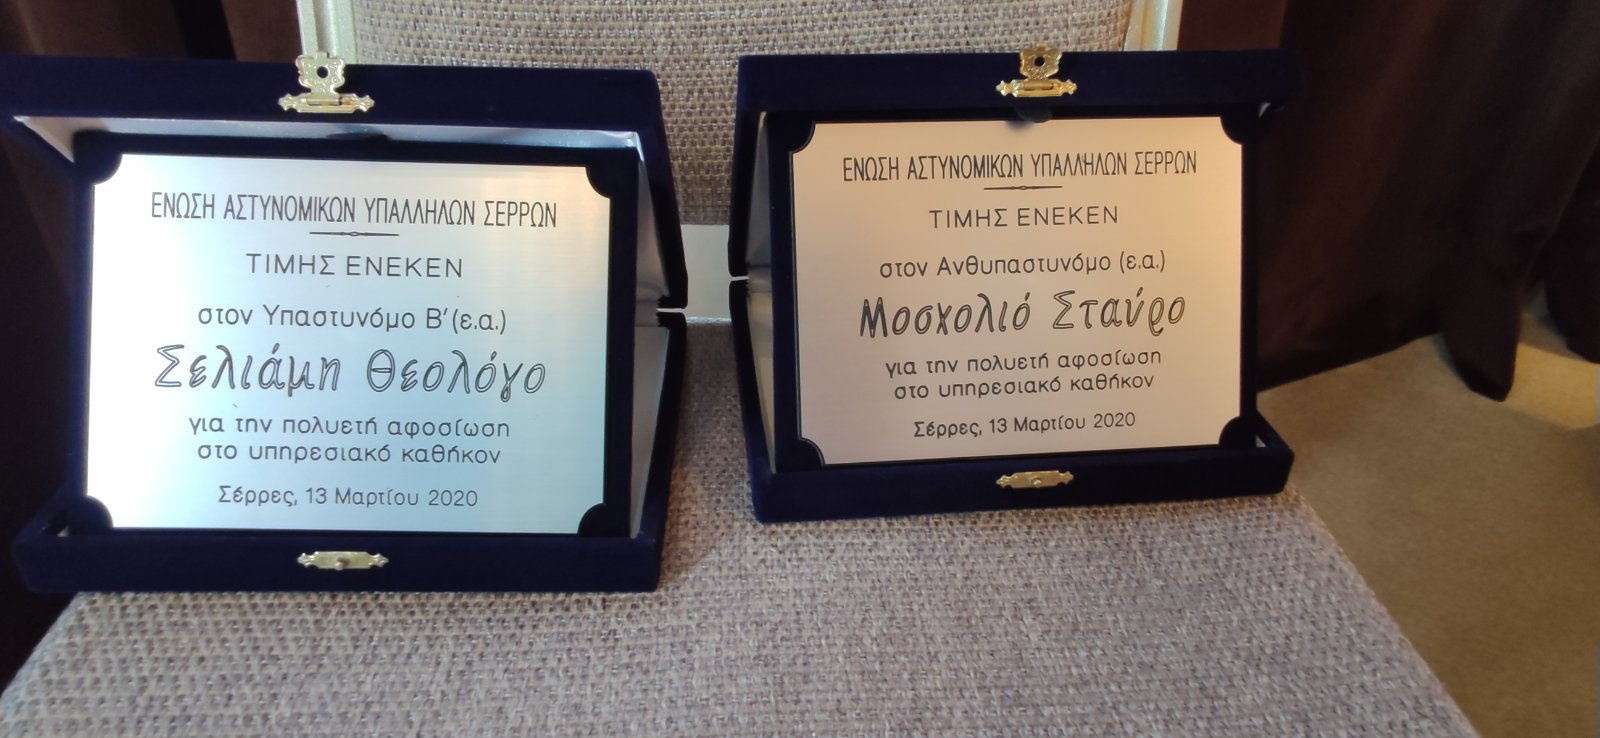 ΕΝΩΣΗ ΑΣΤΥΝΟΜΙΚΩΝ ΥΠΑΛΛΗΛΩΝ ΣΕΡΡΩΝ
ΤΙΜΗΣ ΕΝΕΚΕΝ
στον Υπαστυνόμο Β' (ε.α.)
Σελιάμη Θεολόγο
για την πολυετή αφοσίωση
στο υπηρεσιακό καθήκον
Σέρρες, 13 Μαρτίου 2020
ΕΝΩΣΗ ΑΣΤΥΝΟΜΙΚΩΝ ΥΠΑΛΛΗΛΩΝ ΣΕΡΡΩΝ
ΤΙΜΗΣ ΕΝΕΚΕΝ
στον Ανθυπαστυνόμο (ε.α.)
Μοσχολιό Σταύρο
για την πολυετή αφοσίωση
στο υπηρεσιακό καθήκον
Σέρρες, 13 Μαρτίου 2020